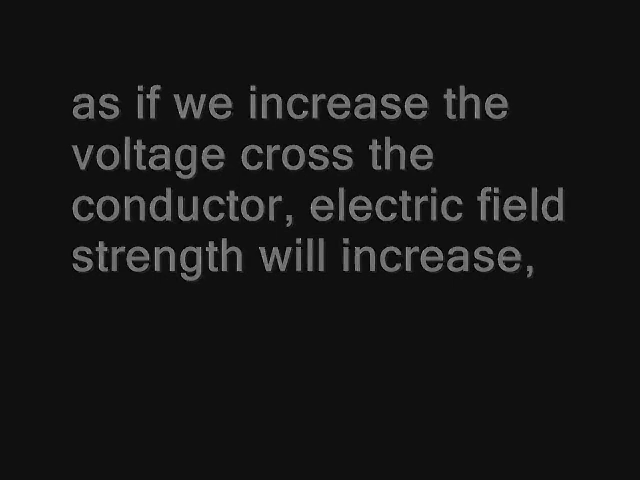 as if we increase the
voltage cross the
conductor, electric field
strength will increase,